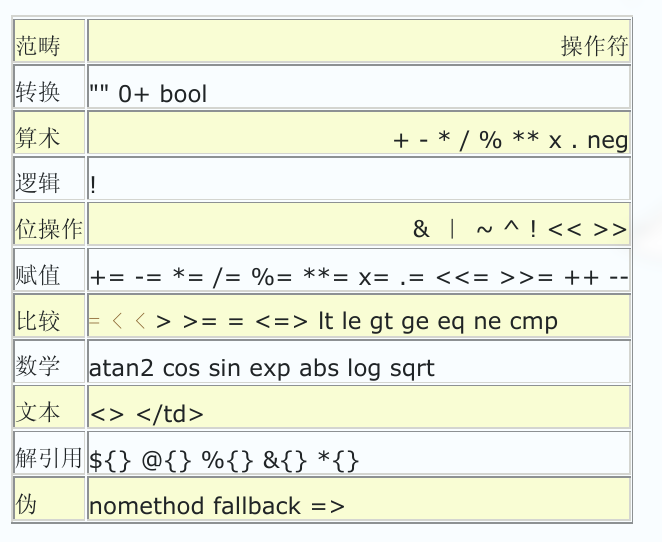 范畴 操作符
转换 "" 0+ bool
算术 + - * / % ** x . neg
逻辑 !
位操作 & | ~ ^ ! << >>
赋值 += -= *= /= %= **= x= .= <<= >>= ++ --
比较 = < < > >= = <=> lt le gt ge eq ne cmp
数学 atan2 cos sin exp abs log sqrt
文本 <> </td>
解引用 ${} @{} %{} &{} *{}
伪 nomethod fallback =>